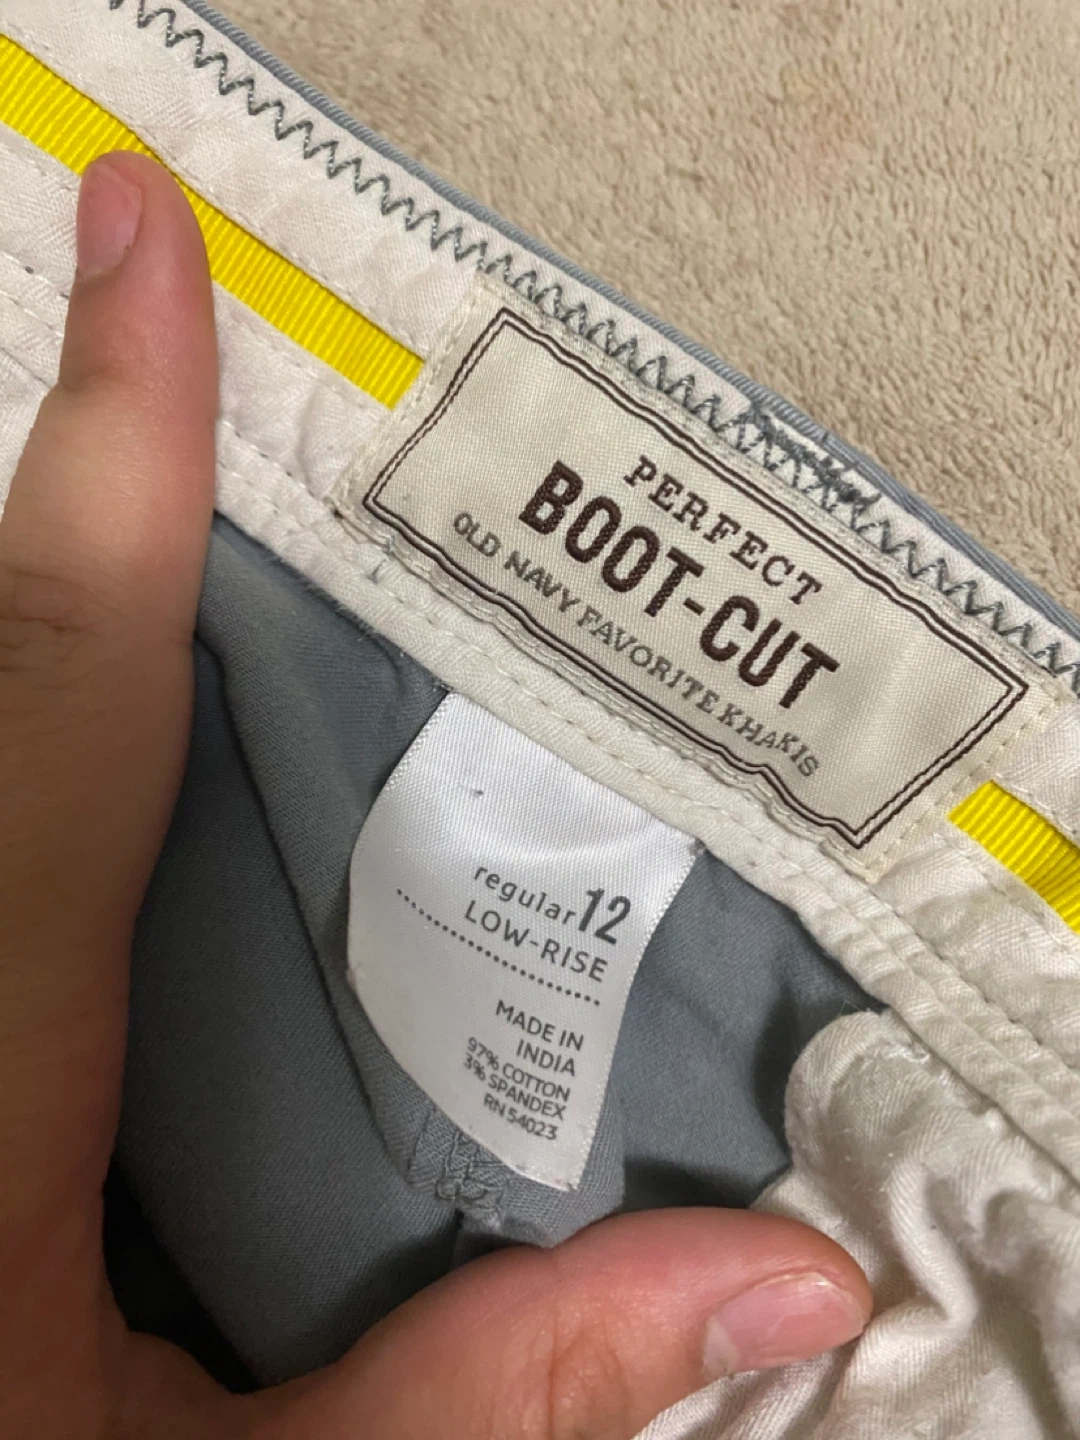 PERFECT
BOOT-CUT
OLD NAVY FAVORITE KHAKIS
regular 12
LOW-RISE
MADE IN
INDIA
97% COTTON
3% SPANDEX
RN 54023